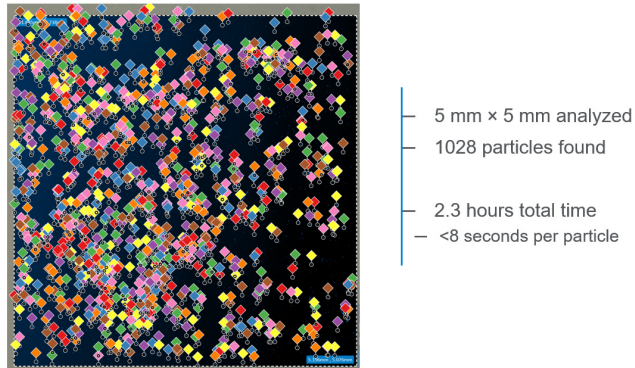 5 mm × 5 mm analyzed
1028 particles found
2.3 hours total time
<8 seconds per particle